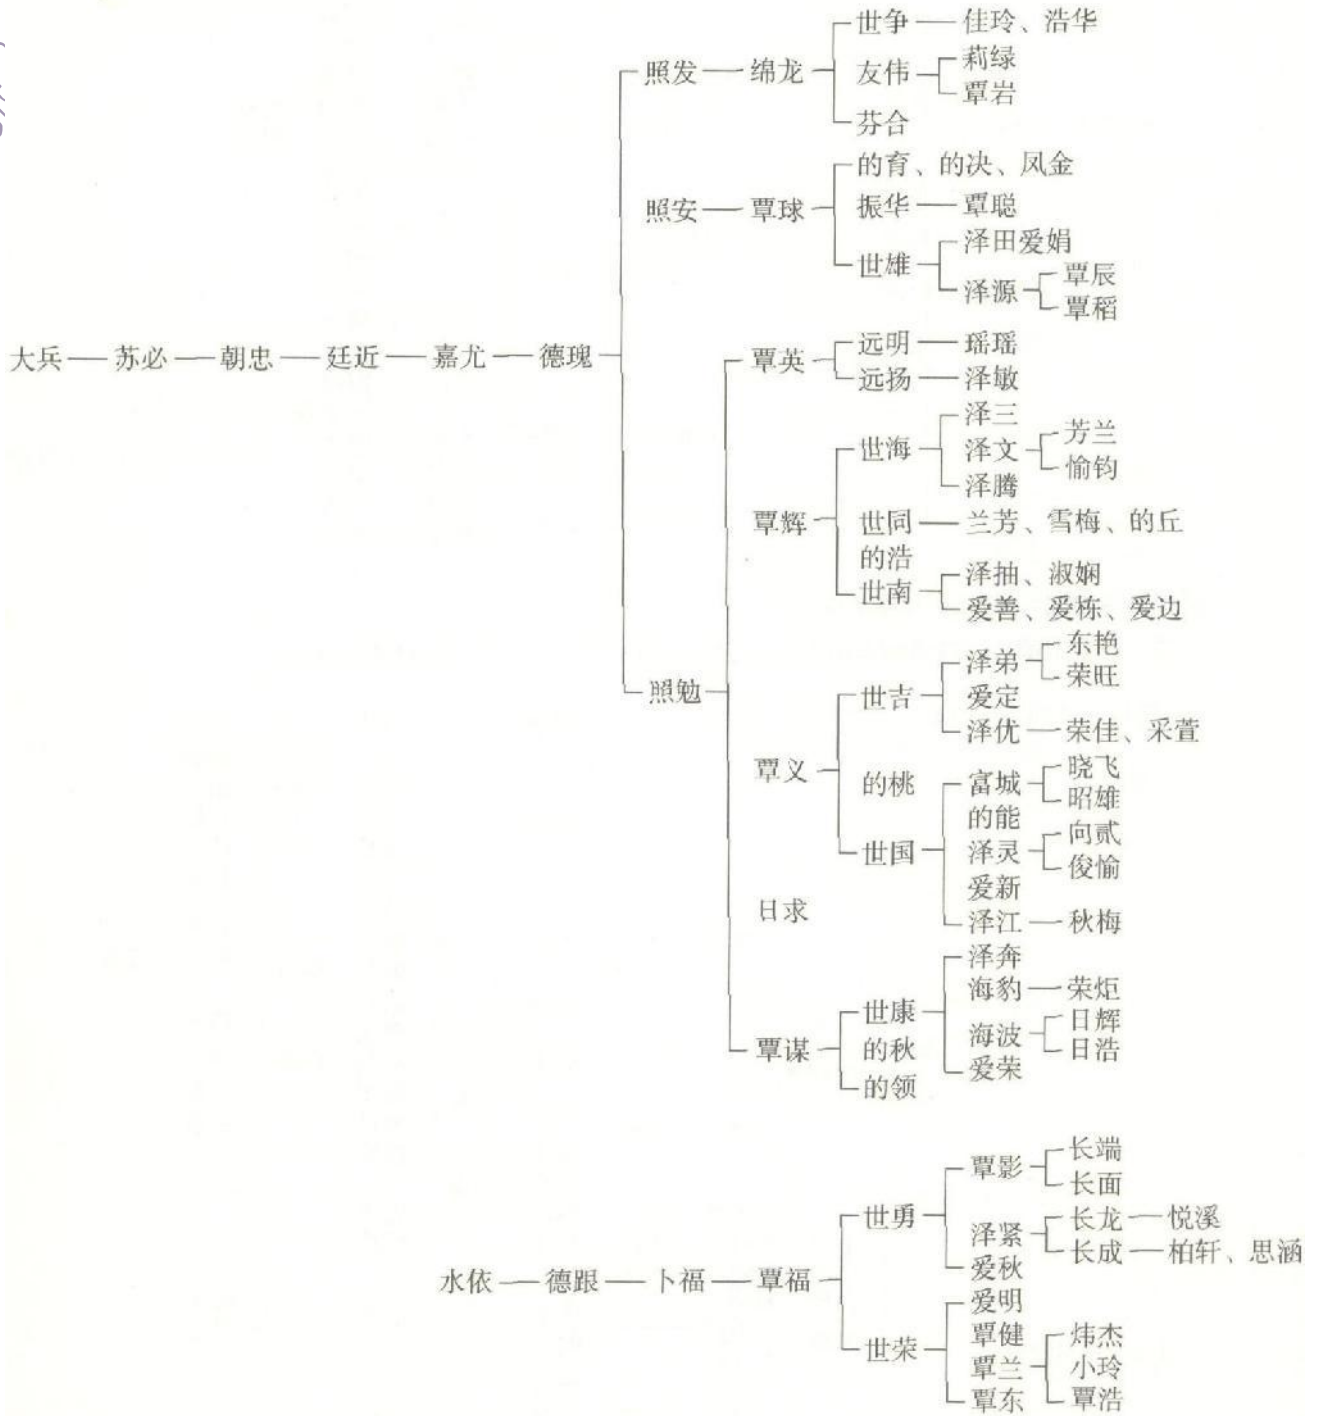 世争 佳玲、浩华
莉绿
照发 绵龙 友伟
覃岩
芬合
的育、的决、凤金
照安 覃球 振华 覃聪
泽田爱娟
世雄
覃辰
泽源
覃稻
远明 瑶瑶
大兵 苏必 朝忠 廷近 嘉尤 德瑰 覃英
远扬 泽敏
泽三
芳兰
世海 泽文
愉钧
泽腾
覃辉 世同 兰芳、雪梅、的丘
的浩
泽抽、淑娴
世南
爱善、爱栋、爱边
东艳
泽弟
荣旺
照勉 世吉 爱定
泽优 荣佳、采萱
晓飞
覃义 的桃 富城
昭雄
的能
向贰
世国 泽灵
俊愉
爱新
日求
泽江 秋梅
泽奔
海豹 荣炬
世康
日辉
海波
覃谋 的秋 日浩
爱荣
的领
长端
覃影
长面
世勇 长龙 悦溪
泽紧
长成 柏轩、思涵
爱秋
水依 德跟 卜福 覃福
爱明
覃健 炜杰
世荣
覃兰 小玲
覃东 覃浩